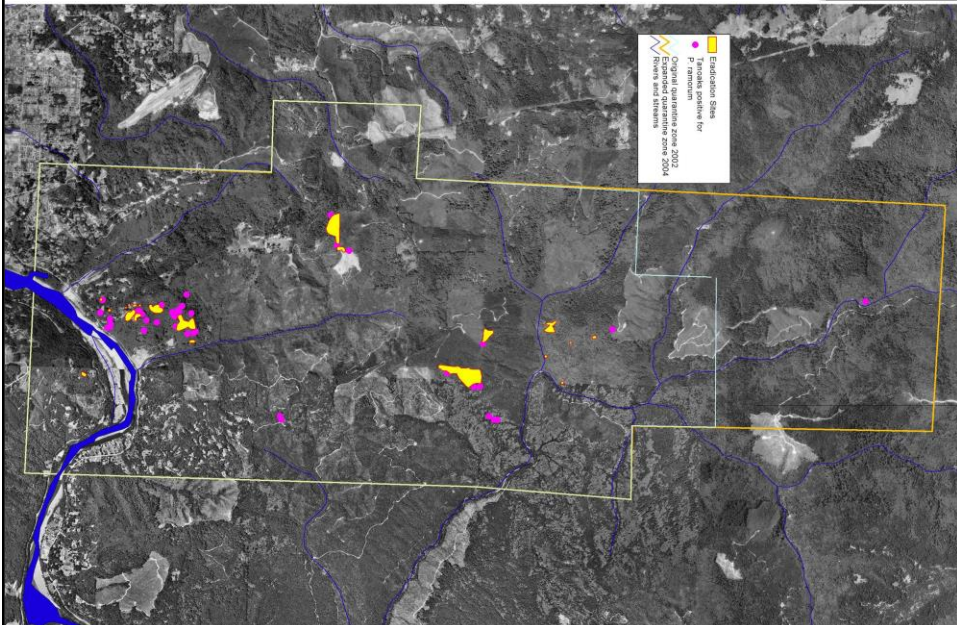 Eradication Sites
Tanoaks positive for
P. ramorum
Original quarantine zone 2002
Expanded quarantine zone 2004
Rivers and streams